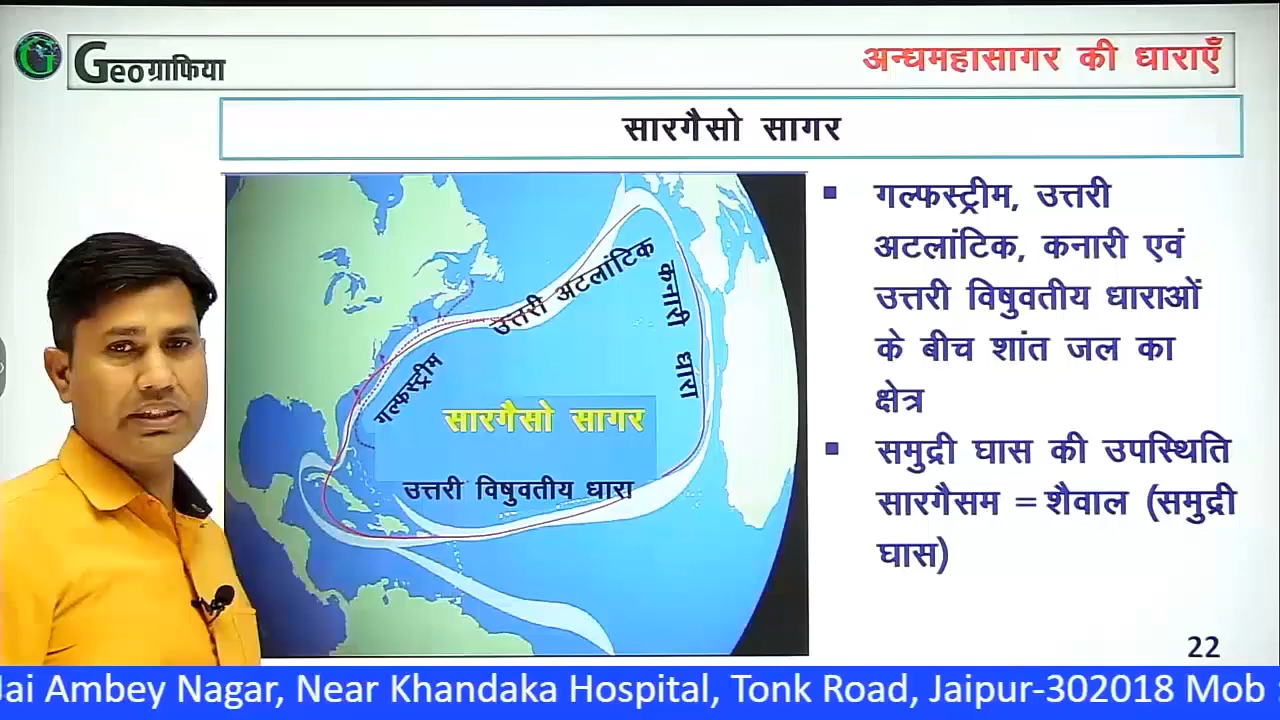 Geoग्राफिया
अन्धमहासागर की धाराएँ
सारगैसो सागर
उत्तरी अटलांटिक
कनारी धारा
गल्फस्ट्रीम
सारगैसो सागर
उत्तरी विषुवतीय धारा
▪ गल्फस्ट्रीम, उत्तरी
अटलांटिक, कनारी एवं
उत्तरी विषुवतीय धाराओं
के बीच शांत जल का
क्षेत्र
▪ समुद्री घास की उपस्थिति
सारगैसम = शैवाल (समुद्री
घास)
22
Jai Ambey Nagar, Near Khandaka Hospital, Tonk Road, Jaipur-302018 Mob